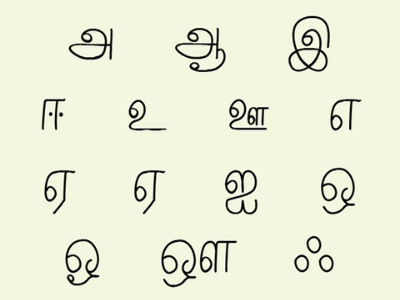 அ ஆ இ
ஈ உ ஊ எ
ஏ ஏ ஐ ஒ
ஓ ஔ ஃ